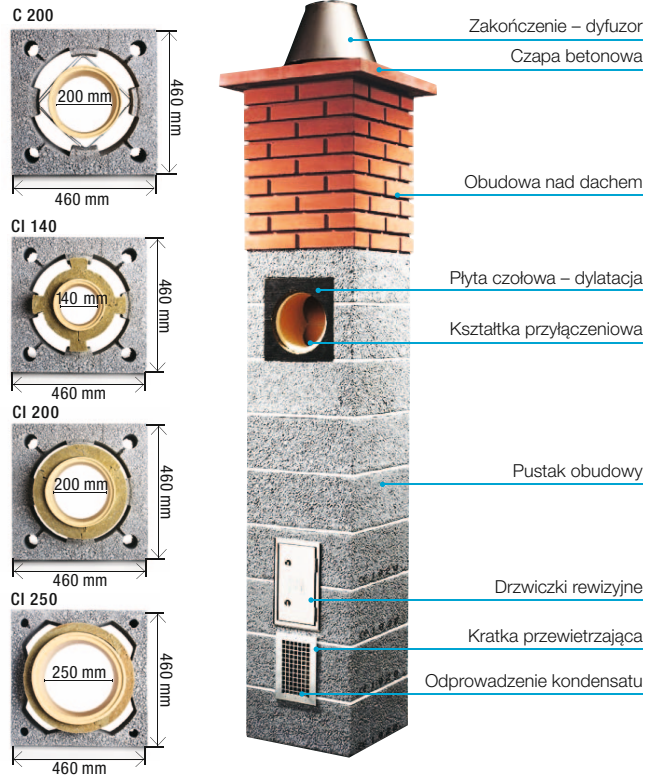 C 200
200 mm
460 mm
460 mm
CI 140
140 mm
460 mm
460 mm
CI 200
200 mm
460 mm
460 mm
CI 250
250 mm
460 mm
460 mm
Zakończenie – dyfuzor
Czapa betonowa
Obudowa nad dachem
Płyta czołowa – dylatacja
Kształtka przyłączeniowa
Pustak obudowy
Drzwiczki rewizyjne
Kratka przewietrzająca
Odprowadzenie kondensatu